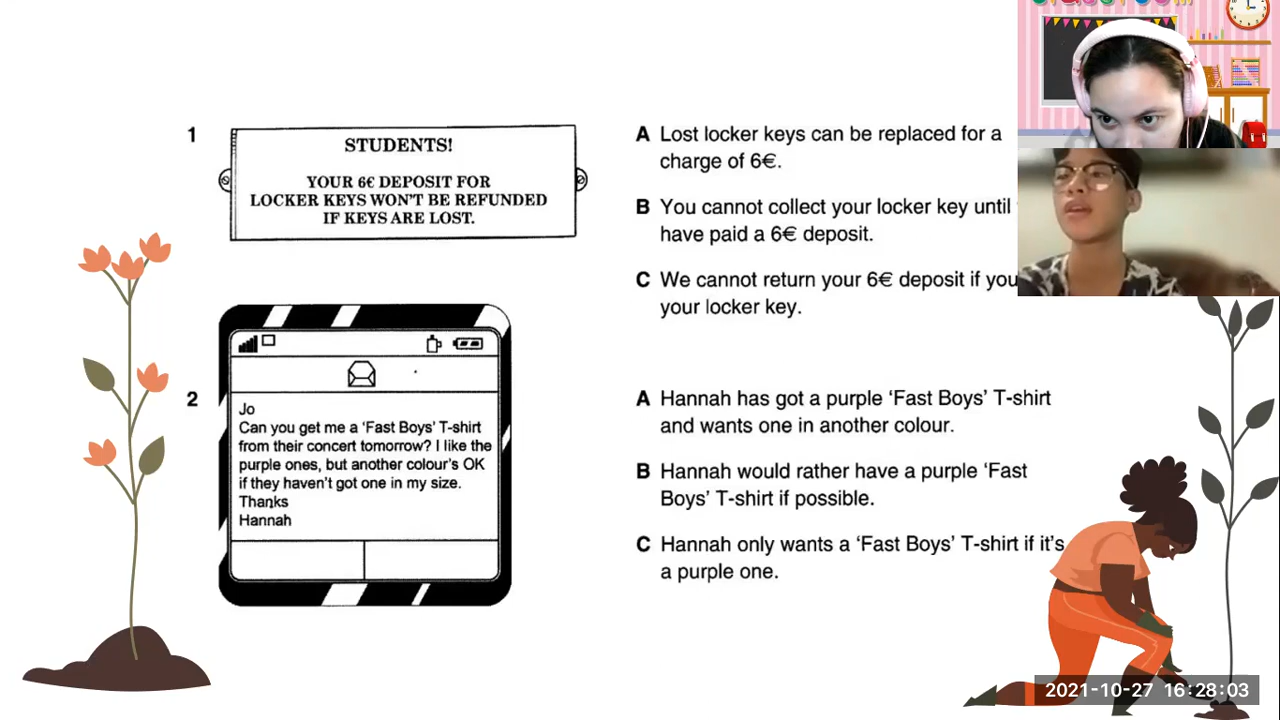 1
STUDENTS!
YOUR 6€ DEPOSIT FOR
LOCKER KEYS WON'T BE REFUNDED
IF KEYS ARE LOST.
A Lost locker keys can be replaced for a
charge of 6€.
B You cannot collect your locker key until
have paid a 6€ deposit.
C We cannot return your 6€ deposit if you
your locker key.
2
Jo
Can you get me a 'Fast Boys' T-shirt
from their concert tomorrow? I like the
purple ones, but another colour's OK
if they haven't got one in my size.
Thanks
Hannah
A Hannah has got a purple 'Fast Boys' T-shirt
and wants one in another colour.
B Hannah would rather have a purple 'Fast
Boys' T-shirt if possible.
C Hannah only wants a 'Fast Boys' T-shirt if it's
a purple one.
2021-10-27 16:28:03